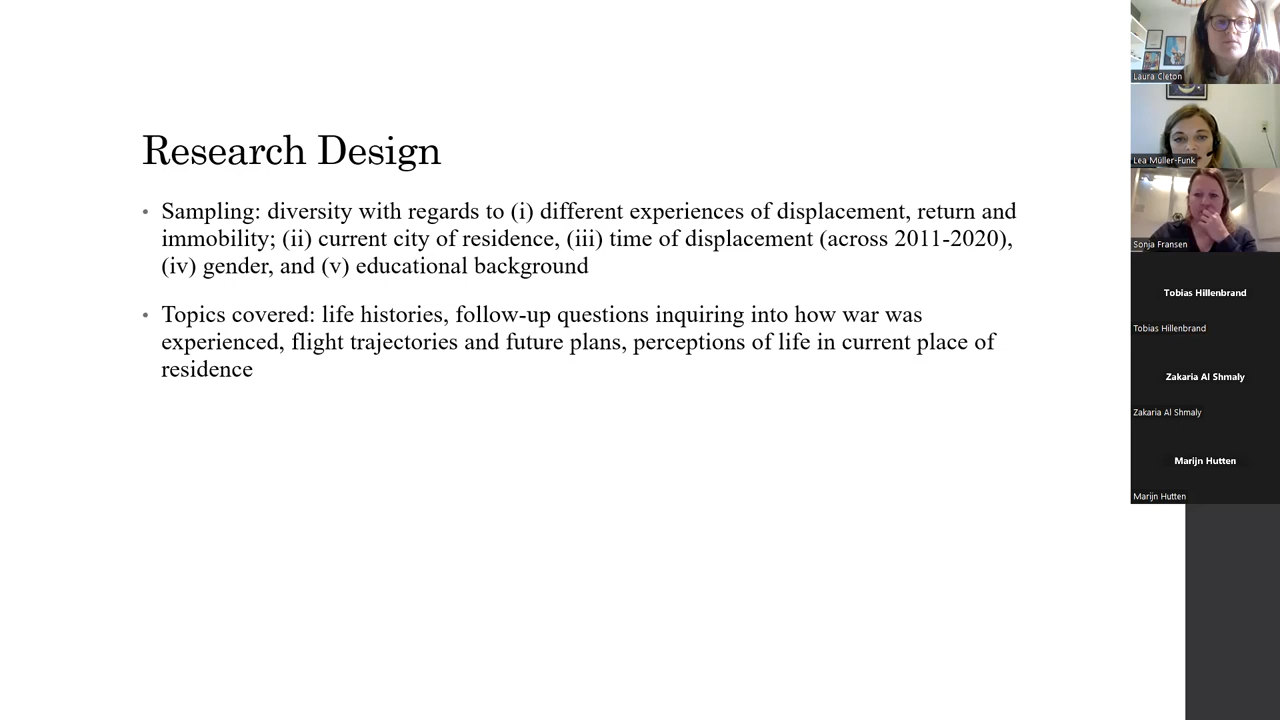 Research Design
• Sampling: diversity with regards to (i) different experiences of displacement, return and
immobility; (ii) current city of residence, (iii) time of displacement (across 2011-2020),
(iv) gender, and (v) educational background
• Topics covered: life histories, follow-up questions inquiring into how war was
experienced, flight trajectories and future plans, perceptions of life in current place of
residence
Laura Cleton
Lea Müller-Funk
Sonja Fransen
Tobias Hillenbrand
Tobias Hillenbrand
Zakaria Al Shmaly
Zakaria Al Shmaly
Marijn Hutten
Marijn Hutten